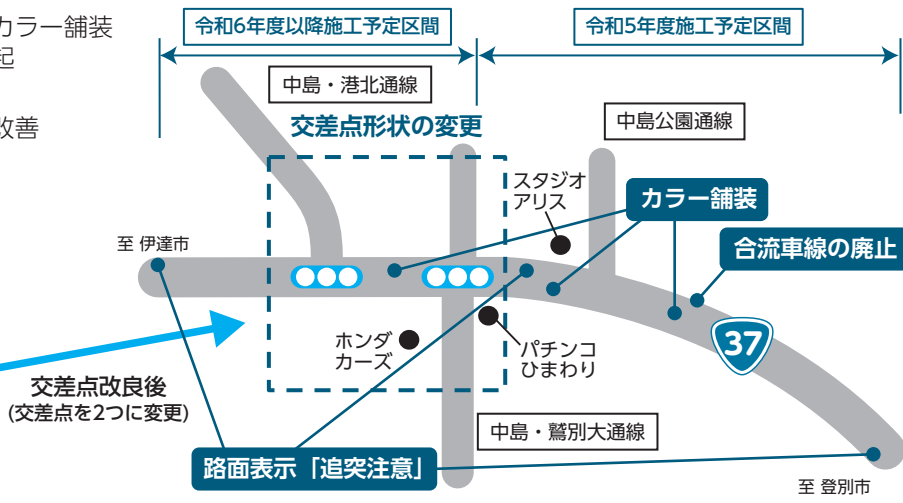 カラー舗装
起
改善
令和6年度以降施工予定区間
令和5年度施工予定区間
中島・港北通線
交差点形状の変更
中島公園通線
スタジオ
アリス
カラー舗装
至 伊達市
合流車線の廃止
ホンダ
カーズ
パチンコ
ひまわり
37
交差点改良後
(交差点を2つに変更)
中島・鷲別大通線
路面表示「追突注意」
至 登別市